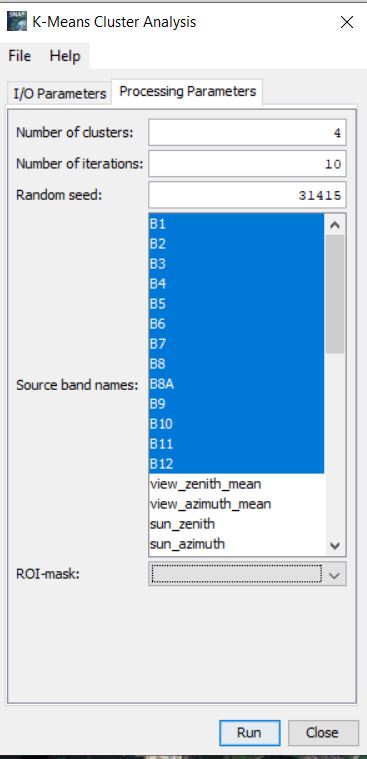 SNAP K-Means Cluster Analysis
File Help
I/O Parameters Processing Parameters
Number of clusters: 4
Number of iterations: 10
Random seed: 31415
Source band names:
B1
B2
B3
B4
B5
B6
B7
B8
B8A
B9
B10
B11
B12
view_zenith_mean
view_azimuth_mean
sun_zenith
sun_azimuth
ROI-mask:
Run Close